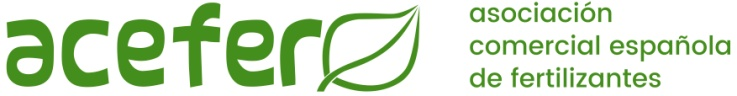 acefer
asociación
comercial española
de fertilizantes